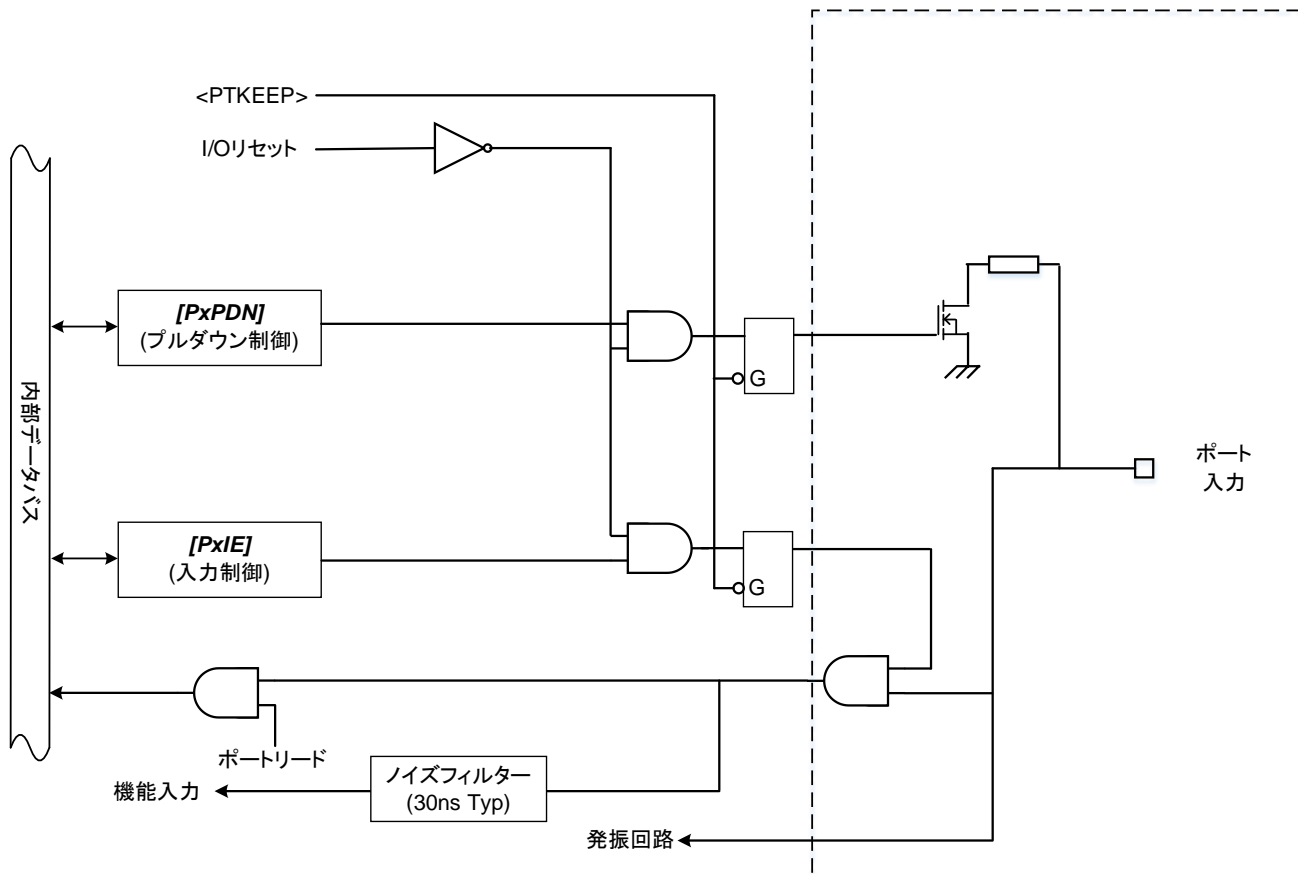 <PTKEEP>
I/Oリセット
[PxPDN]
(プルダウン制御)
G
内部データバス
ポート
入力
[PxIE]
(入力制御)
G
ポートリード
ノイズフィルター
(30ns Typ)
機能入力
発振回路